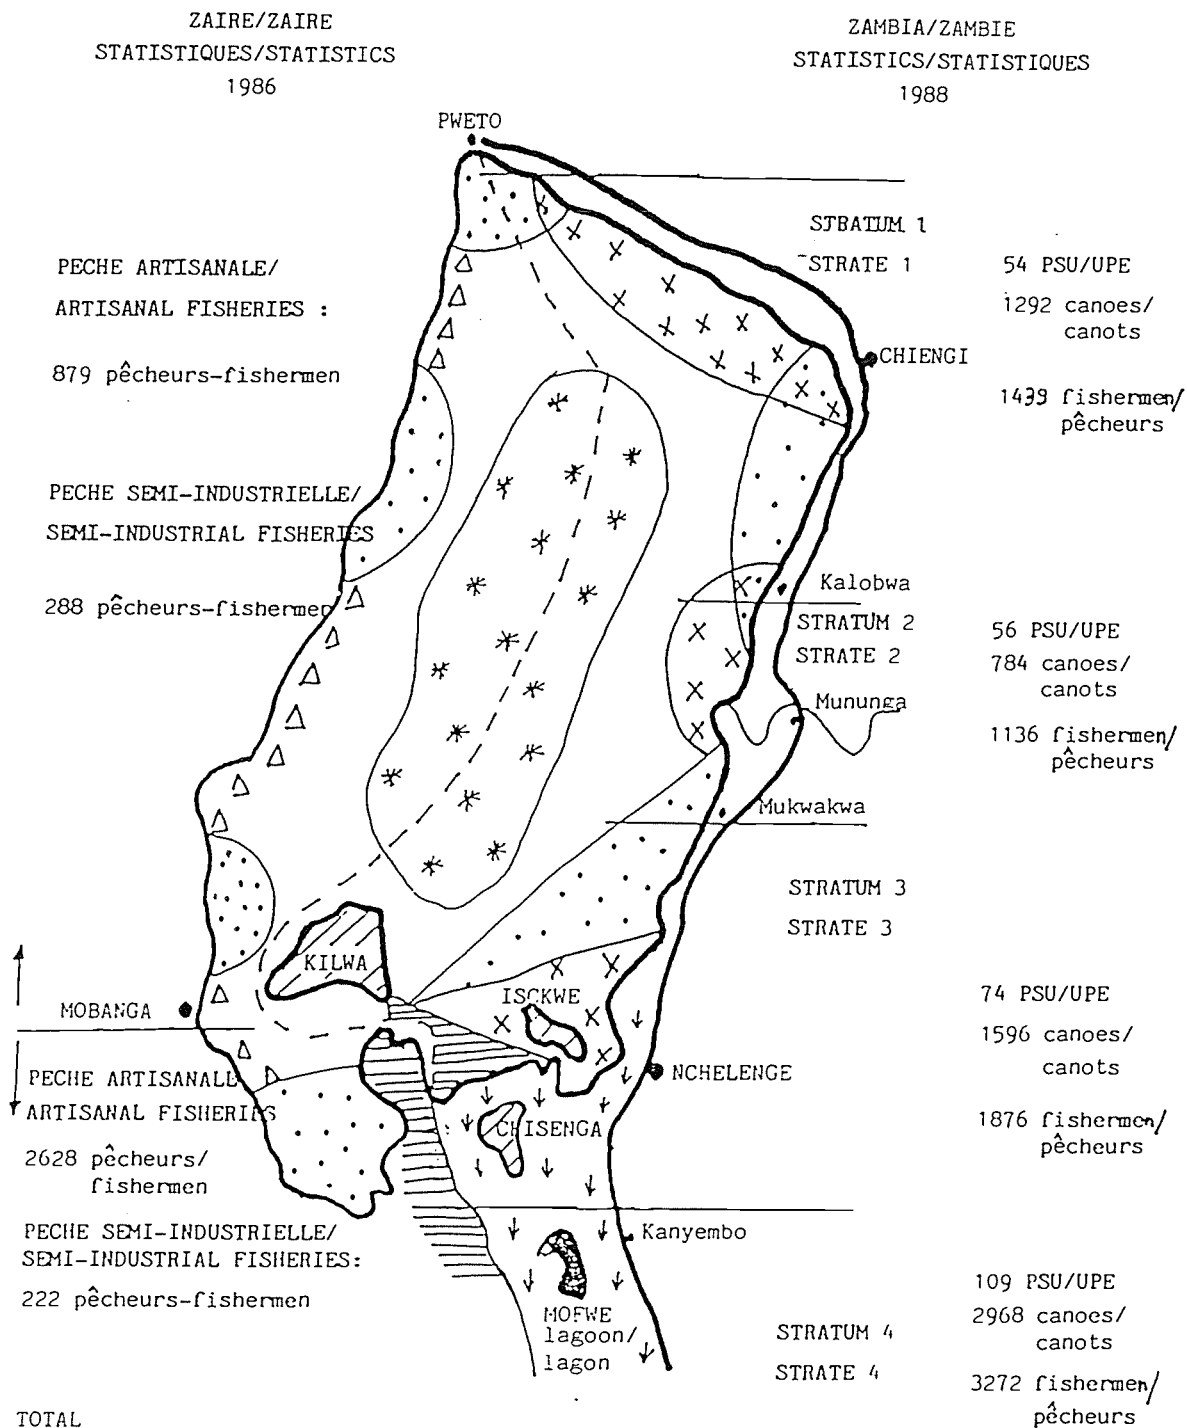 ZAIRE/ZAIRE
STATISTIQUES/STATISTICS
1986
ZAMBIA/ZAMBIE
STATISTICS/STATISTIQUES
1988
PWETO
STRATUM 1
STRATE 1
54 PSU/UPE
1292 canoes/
canots
CHIENGI
1439 fishermen/
pêcheurs
PECHE ARTISANALE/
ARTISANAL FISHERIES :
879 pêcheurs-fishermen
PECHE SEMI-INDUSTRIELLE/
SEMI-INDUSTRIAL FISHERIES
288 pêcheurs-fishermen
Kalobwa
STRATUM 2
STRATE 2
56 PSU/UPE
784 canoes/
canots
Mununga
1136 fishermen/
pêcheurs
Mukwakwa
STRATUM 3
STRATE 3
KILWA
ISCKWE
74 PSU/UPE
1596 canoes/
canots
MOBANGA
NCHELENGE
1876 fishermen/
pêcheurs
PECHE ARTISANALE
ARTISANAL FISHERIES
CHISENGA
2628 pêcheurs/
fishermen
PECHE SEMI-INDUSTRIELLE/
SEMI-INDUSTRIAL FISHERIES:
222 pêcheurs-fishermen
Kanyembo
MOFWE
lagoon/
lagon
109 PSU/UPE
2968 canoes/
canots
STRATUM 4
STRATE 4
3272 fishermen/
pêcheurs
TOTAL